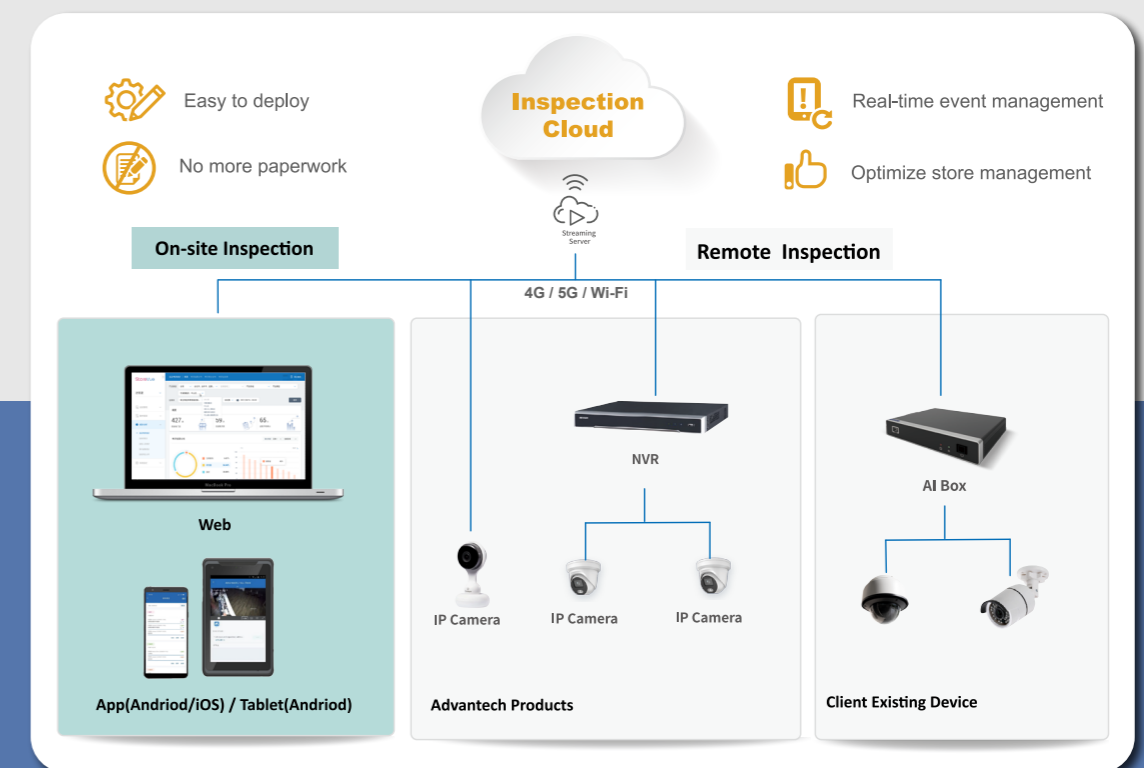 Easy to deploy
No more paperwork
Inspection
Cloud
Real-time event management
Optimize store management
Streaming
Server
On-site Inspection
Remote Inspection
4G / 5G / Wi-Fi
Web
App(Andriod/iOS) / Tablet(Andriod)
NVR
IP Camera
IP Camera
IP Camera
Advantech Products
AI Box
Client Existing Device